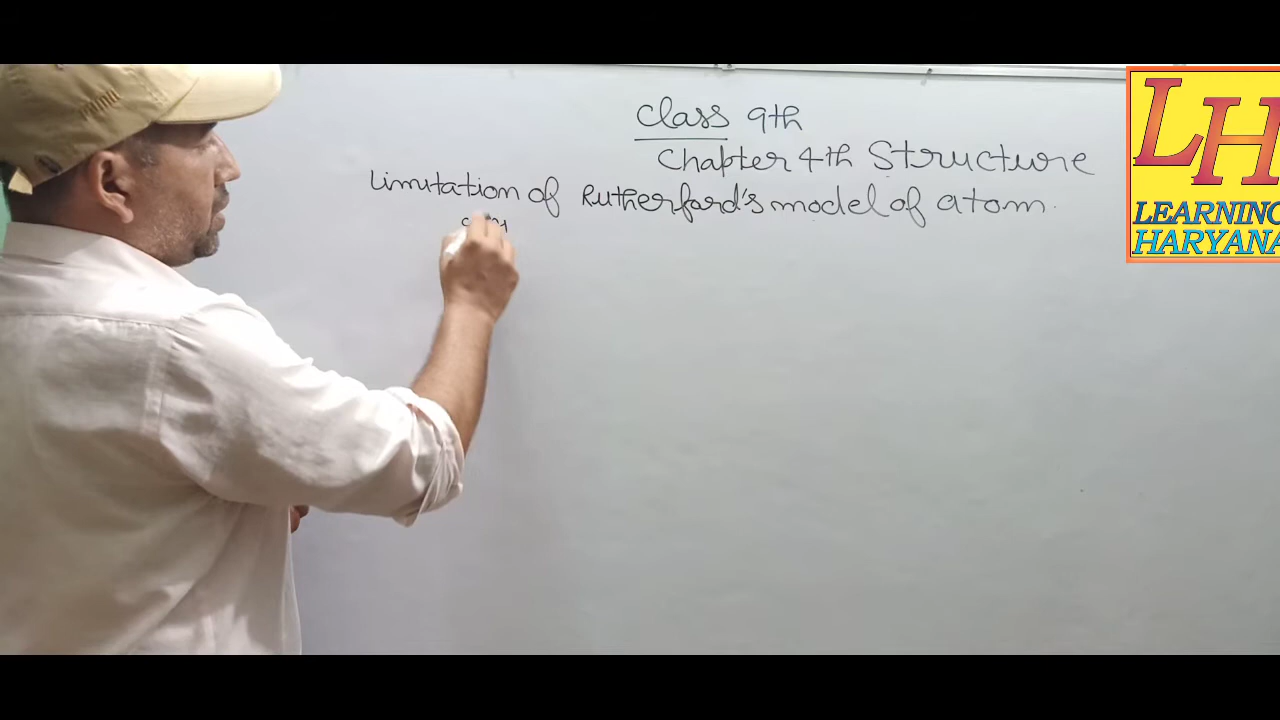 Class 9th
Chapter 4th Structure
Limitation of Rutherford's model of atom.
LH
LEARNING
HARYANA